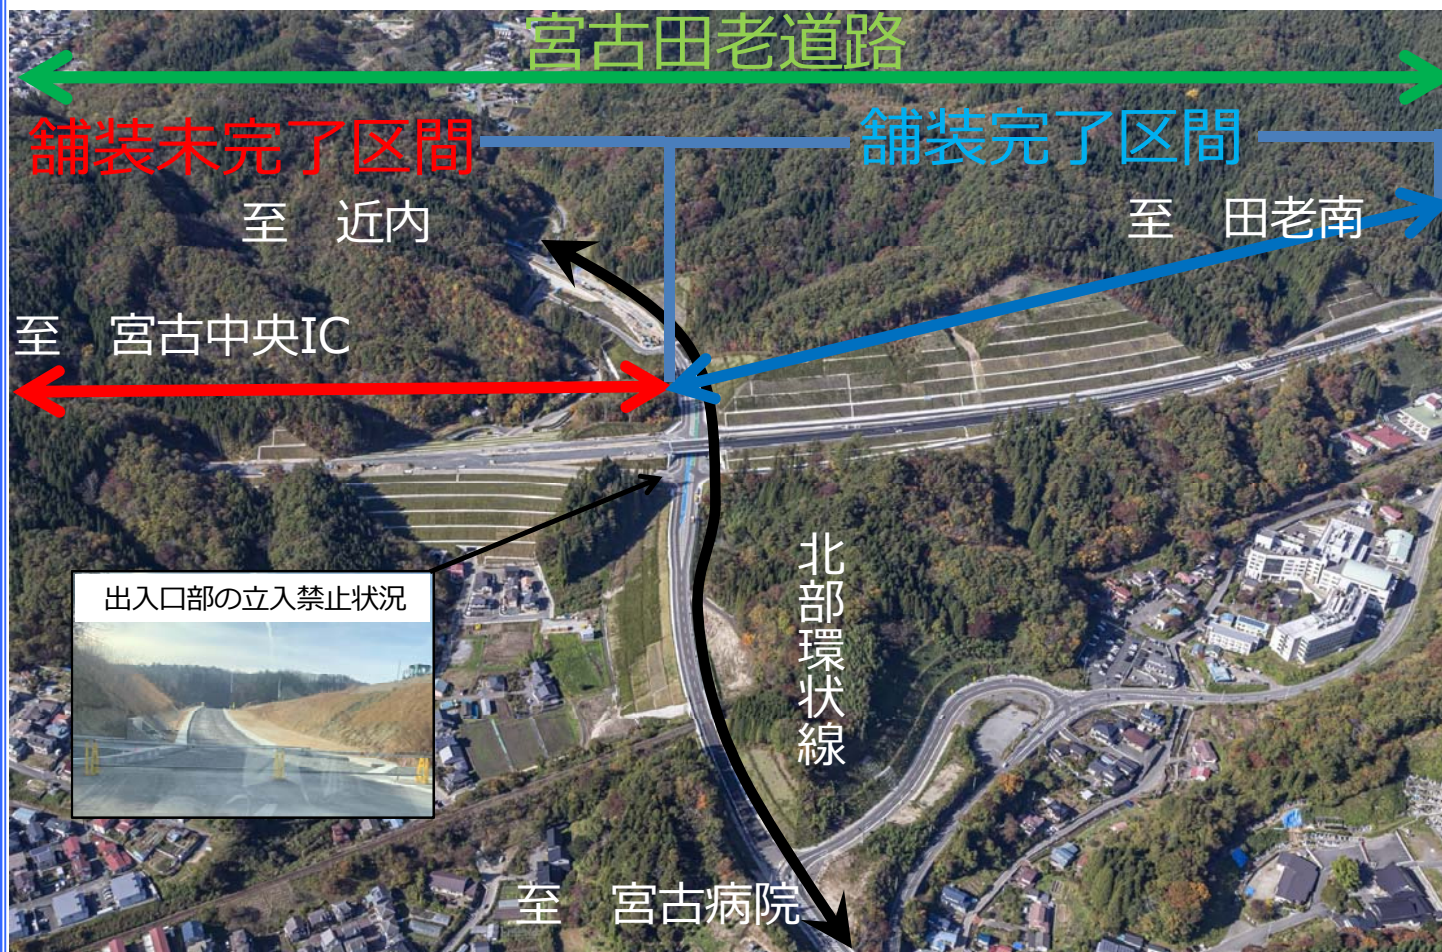 宮古田老道路
舗装未完了区間
舗装完了区間
至　近内
至　田老南
至　宮古中央IC
出入口部の立入禁止状況
北部環状線
至　宮古病院